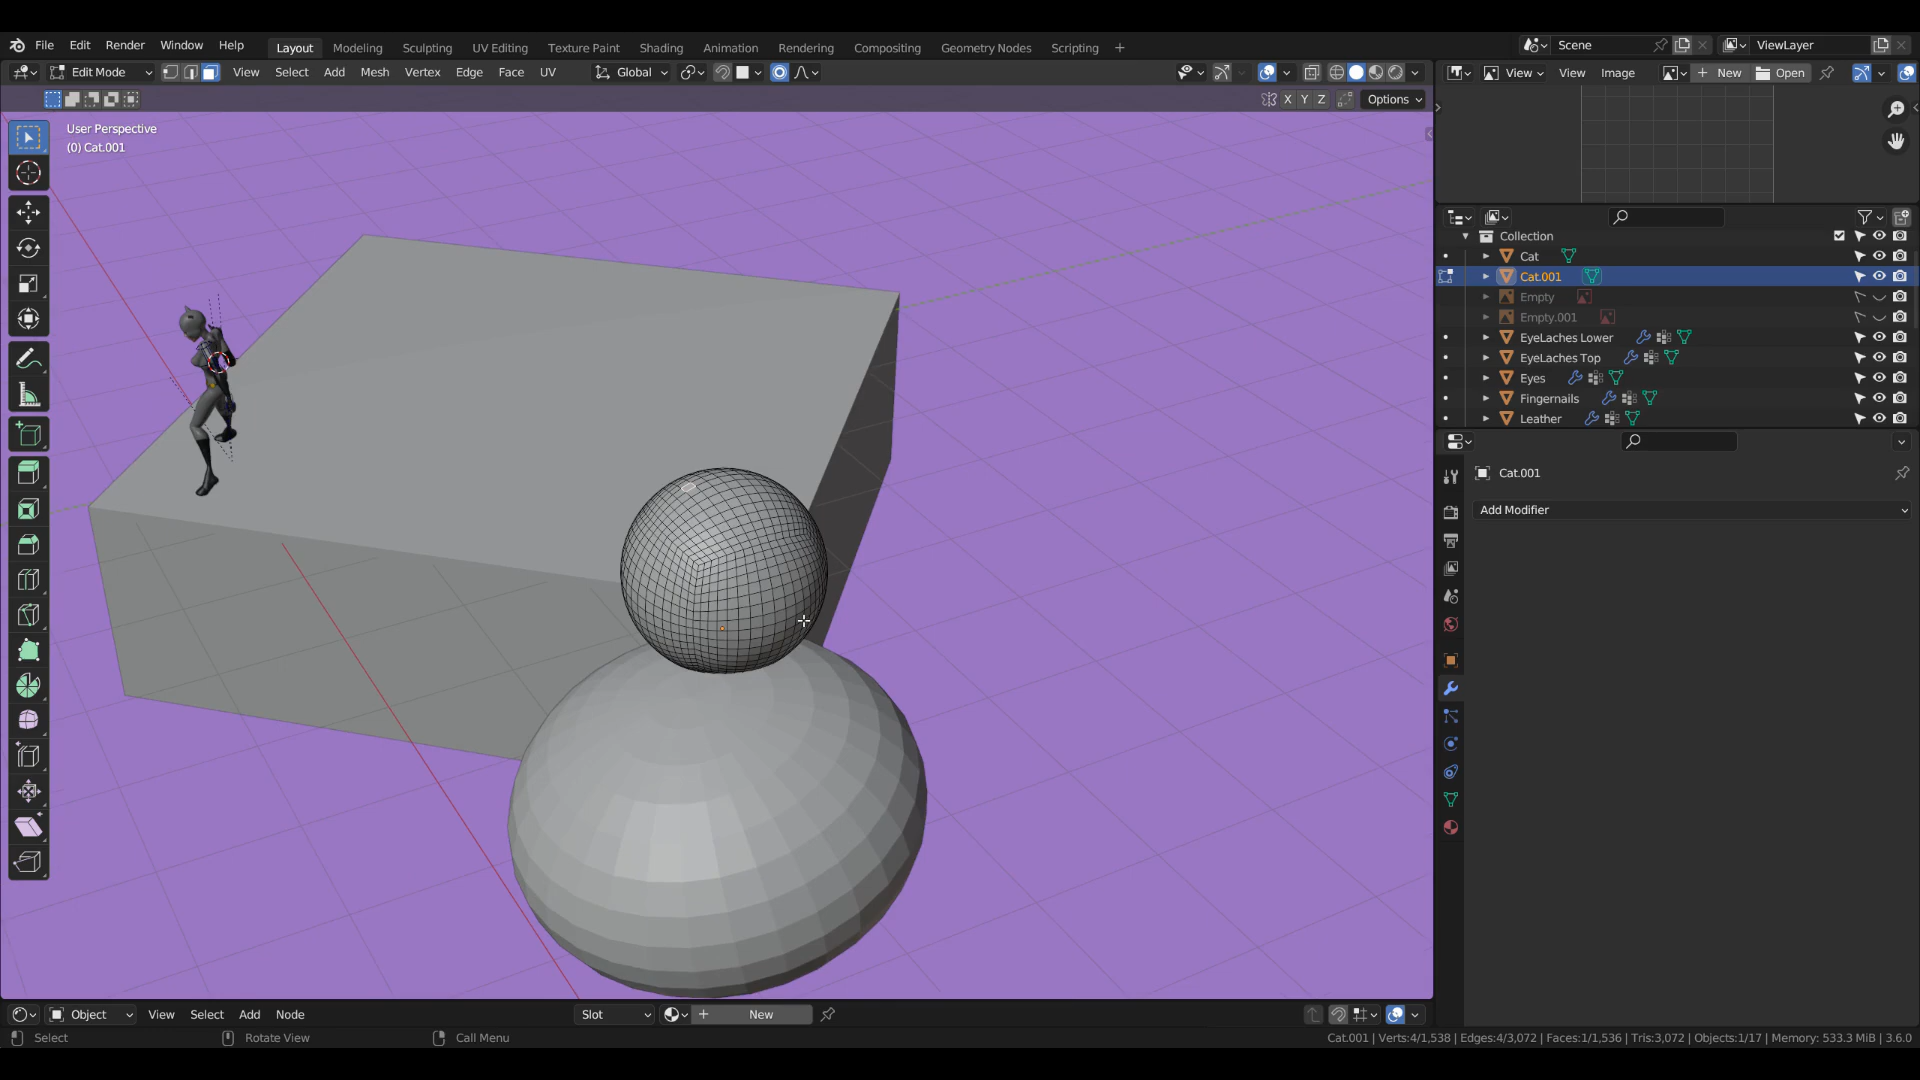 File Edit Render Window Help Layout Modeling Sculpting UV Editing Texture Paint Shading Animation Rendering Compositing Geometry Nodes Scripting + Scene ViewLayer
Edit Mode View Select Add Mesh Vertex Edge Face UV Global View View Image New Open
X Y Z Options
User Perspective
(0) Cat.001
Collection
Cat
Cat.001
Empty
Empty.001
EyeLaches Lower
EyeLaches Top
Eyes
Fingernails
Leather
Cat.001
Add Modifier
Object View Select Add Node Slot New
Select Rotate View Call Menu Cat.001 | Verts:4/1,538 | Edges:4/3,072 | Faces:1/1,536 | Tris:3,072 | Objects:1/17 | Memory: 533.3 MiB | 3.6.0